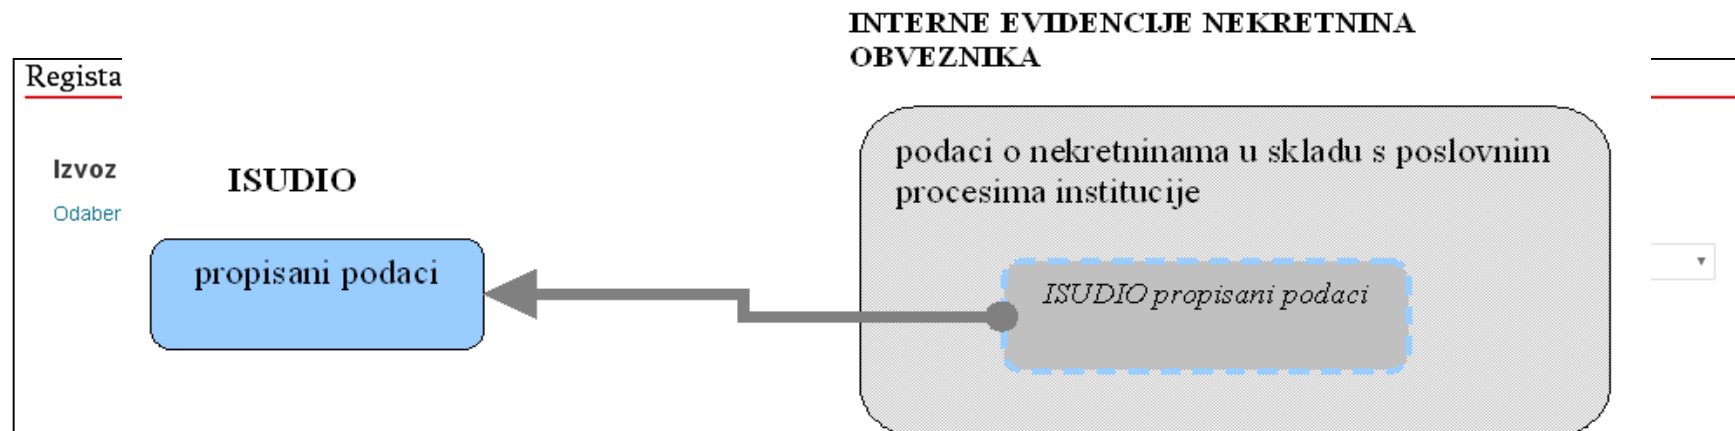 INTERNE EVIDENCIJE NEKRETNINA
OBVEZNIKA
Regista
Izvoz
Odaber
ISUDIO
propisani podaci
podaci o nekretninama u skladu s poslovnim
procesima institucije
ISUDIO propisani podaci